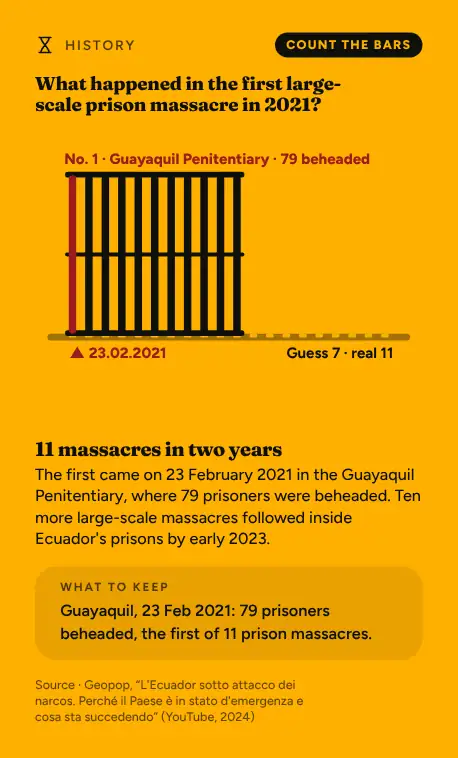 HISTORY
COUNT THE BARS
What happened in the first large-
scale prison massacre in 2021?
No. 1 · Guayaquil Penitentiary · 79 beheaded
▲ 23.02.2021
Guess 7 · real 11
11 massacres in two years
The first came on 23 February 2021 in the Guayaquil
Penitentiary, where 79 prisoners were beheaded. Ten
more large-scale massacres followed inside
Ecuador's prisons by early 2023.
WHAT TO KEEP
Guayaquil, 23 Feb 2021: 79 prisoners
beheaded, the first of 11 prison massacres.
Source · Geopop, “L'Ecuador sotto attacco dei
narcos. Perché il Paese è in stato d'emergenza e
cosa sta succedendo” (YouTube, 2024)